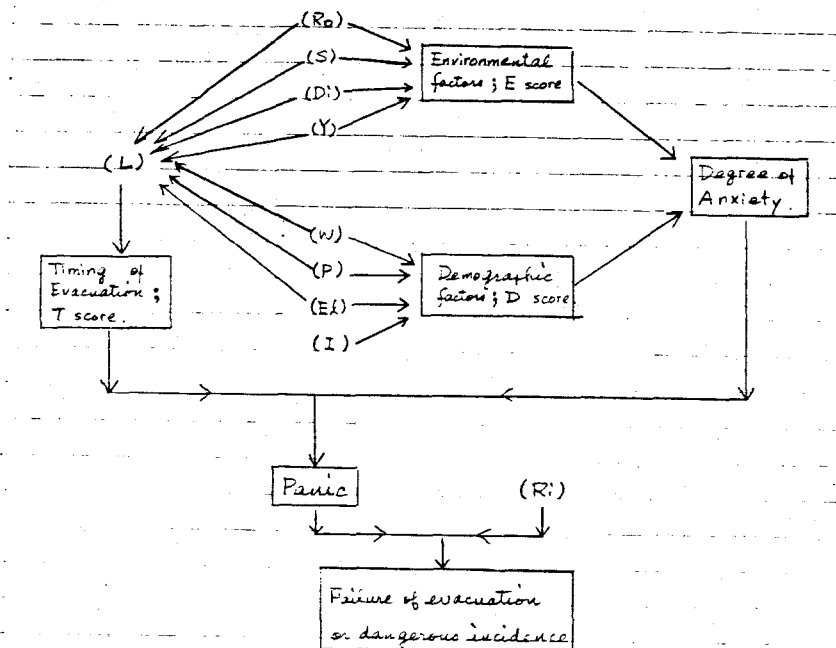 (Ro)
(S)
(Di)
(Y)
Environmental
factors; E score
(L)
Degree of
Anxiety.
(W)
(P)
(El)
(I)
Timing of
Evacuation;
T score.
Demographic
factors; D score
Panic
(Ri)
Failure of evacuation
or dangerous incidence